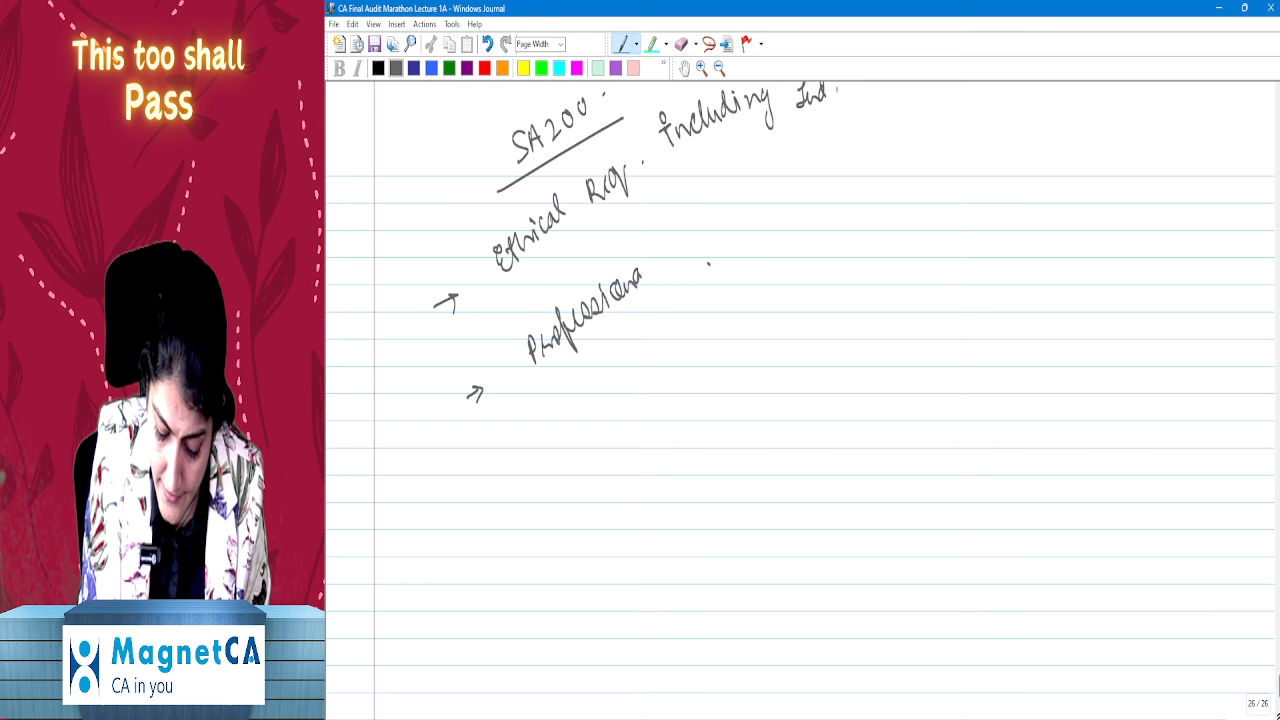 This too shall
Pass
CA Final Audit Marathon Lecture 1A - Windows Journal
File Edit View Insert Actions Tools Help
Page Width
B I
SA200.
→ Ethical Req. Including Ind.
→ Professiona
26 / 26
MagnetCA
CA in you